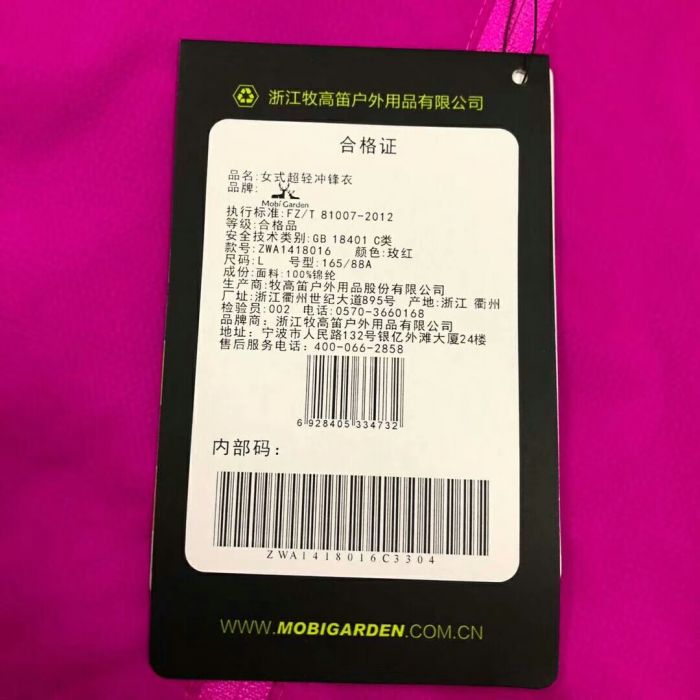 浙江牧高笛户外用品有限公司
合格证
品名:女式超轻冲锋衣
品牌:
Mobi Garden
执行标准:FZ/T 81007-2012
等级:合格品
安全技术类别:GB 18401 C类
款号:ZWA1418016 颜色:玫红
尺码:L 号型:165/88A
成份:面料:100%锦纶
生产商:牧高笛户外用品股份有限公司
厂址:浙江衢州世纪大道895号 产地:浙江 衢州
检验员:002 电话:0570-3660168
品牌商:浙江牧高笛户外用品有限公司
地址:宁波市人民路132号银亿外滩大厦24楼
售后服务电话:400-066-2858
6 928405 334732
内部码:
ZWA1418016C3304
WWW.MOBIGARDEN.COM.CN